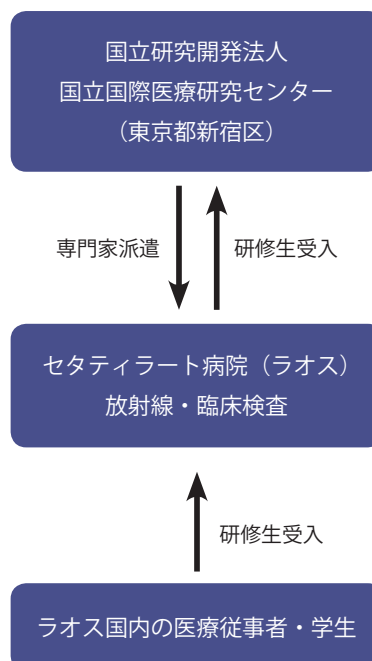 国立研究開発法人
国立国際医療研究センター
（東京都新宿区）
専門家派遣
研修生受入
セタティラート病院（ラオス）
放射線・臨床検査
研修生受入
ラオス国内の医療従事者・学生